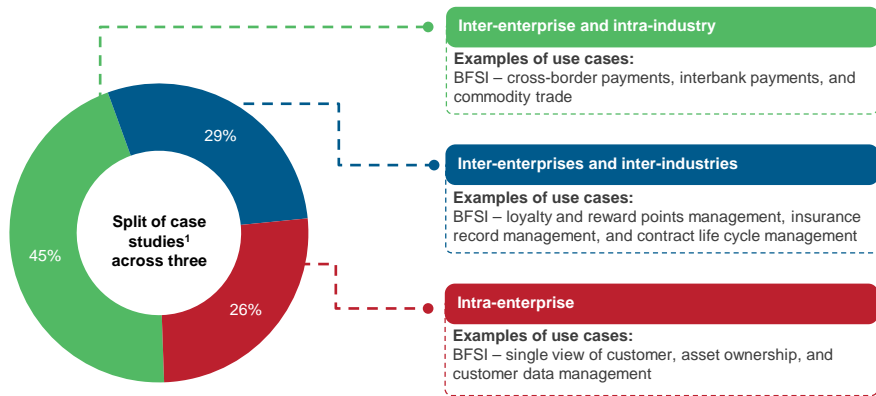 Inter-enterprise and intra-industry
Examples of use cases:
BFSI – cross-border payments, interbank payments, and
commodity trade
29%
45%
26%
Split of case
studies¹
across three
Inter-enterprises and inter-industries
Examples of use cases:
BFSI – loyalty and reward points management, insurance
record management, and contract life cycle management
Intra-enterprise
Examples of use cases:
BFSI – single view of customer, asset ownership, and
customer data management